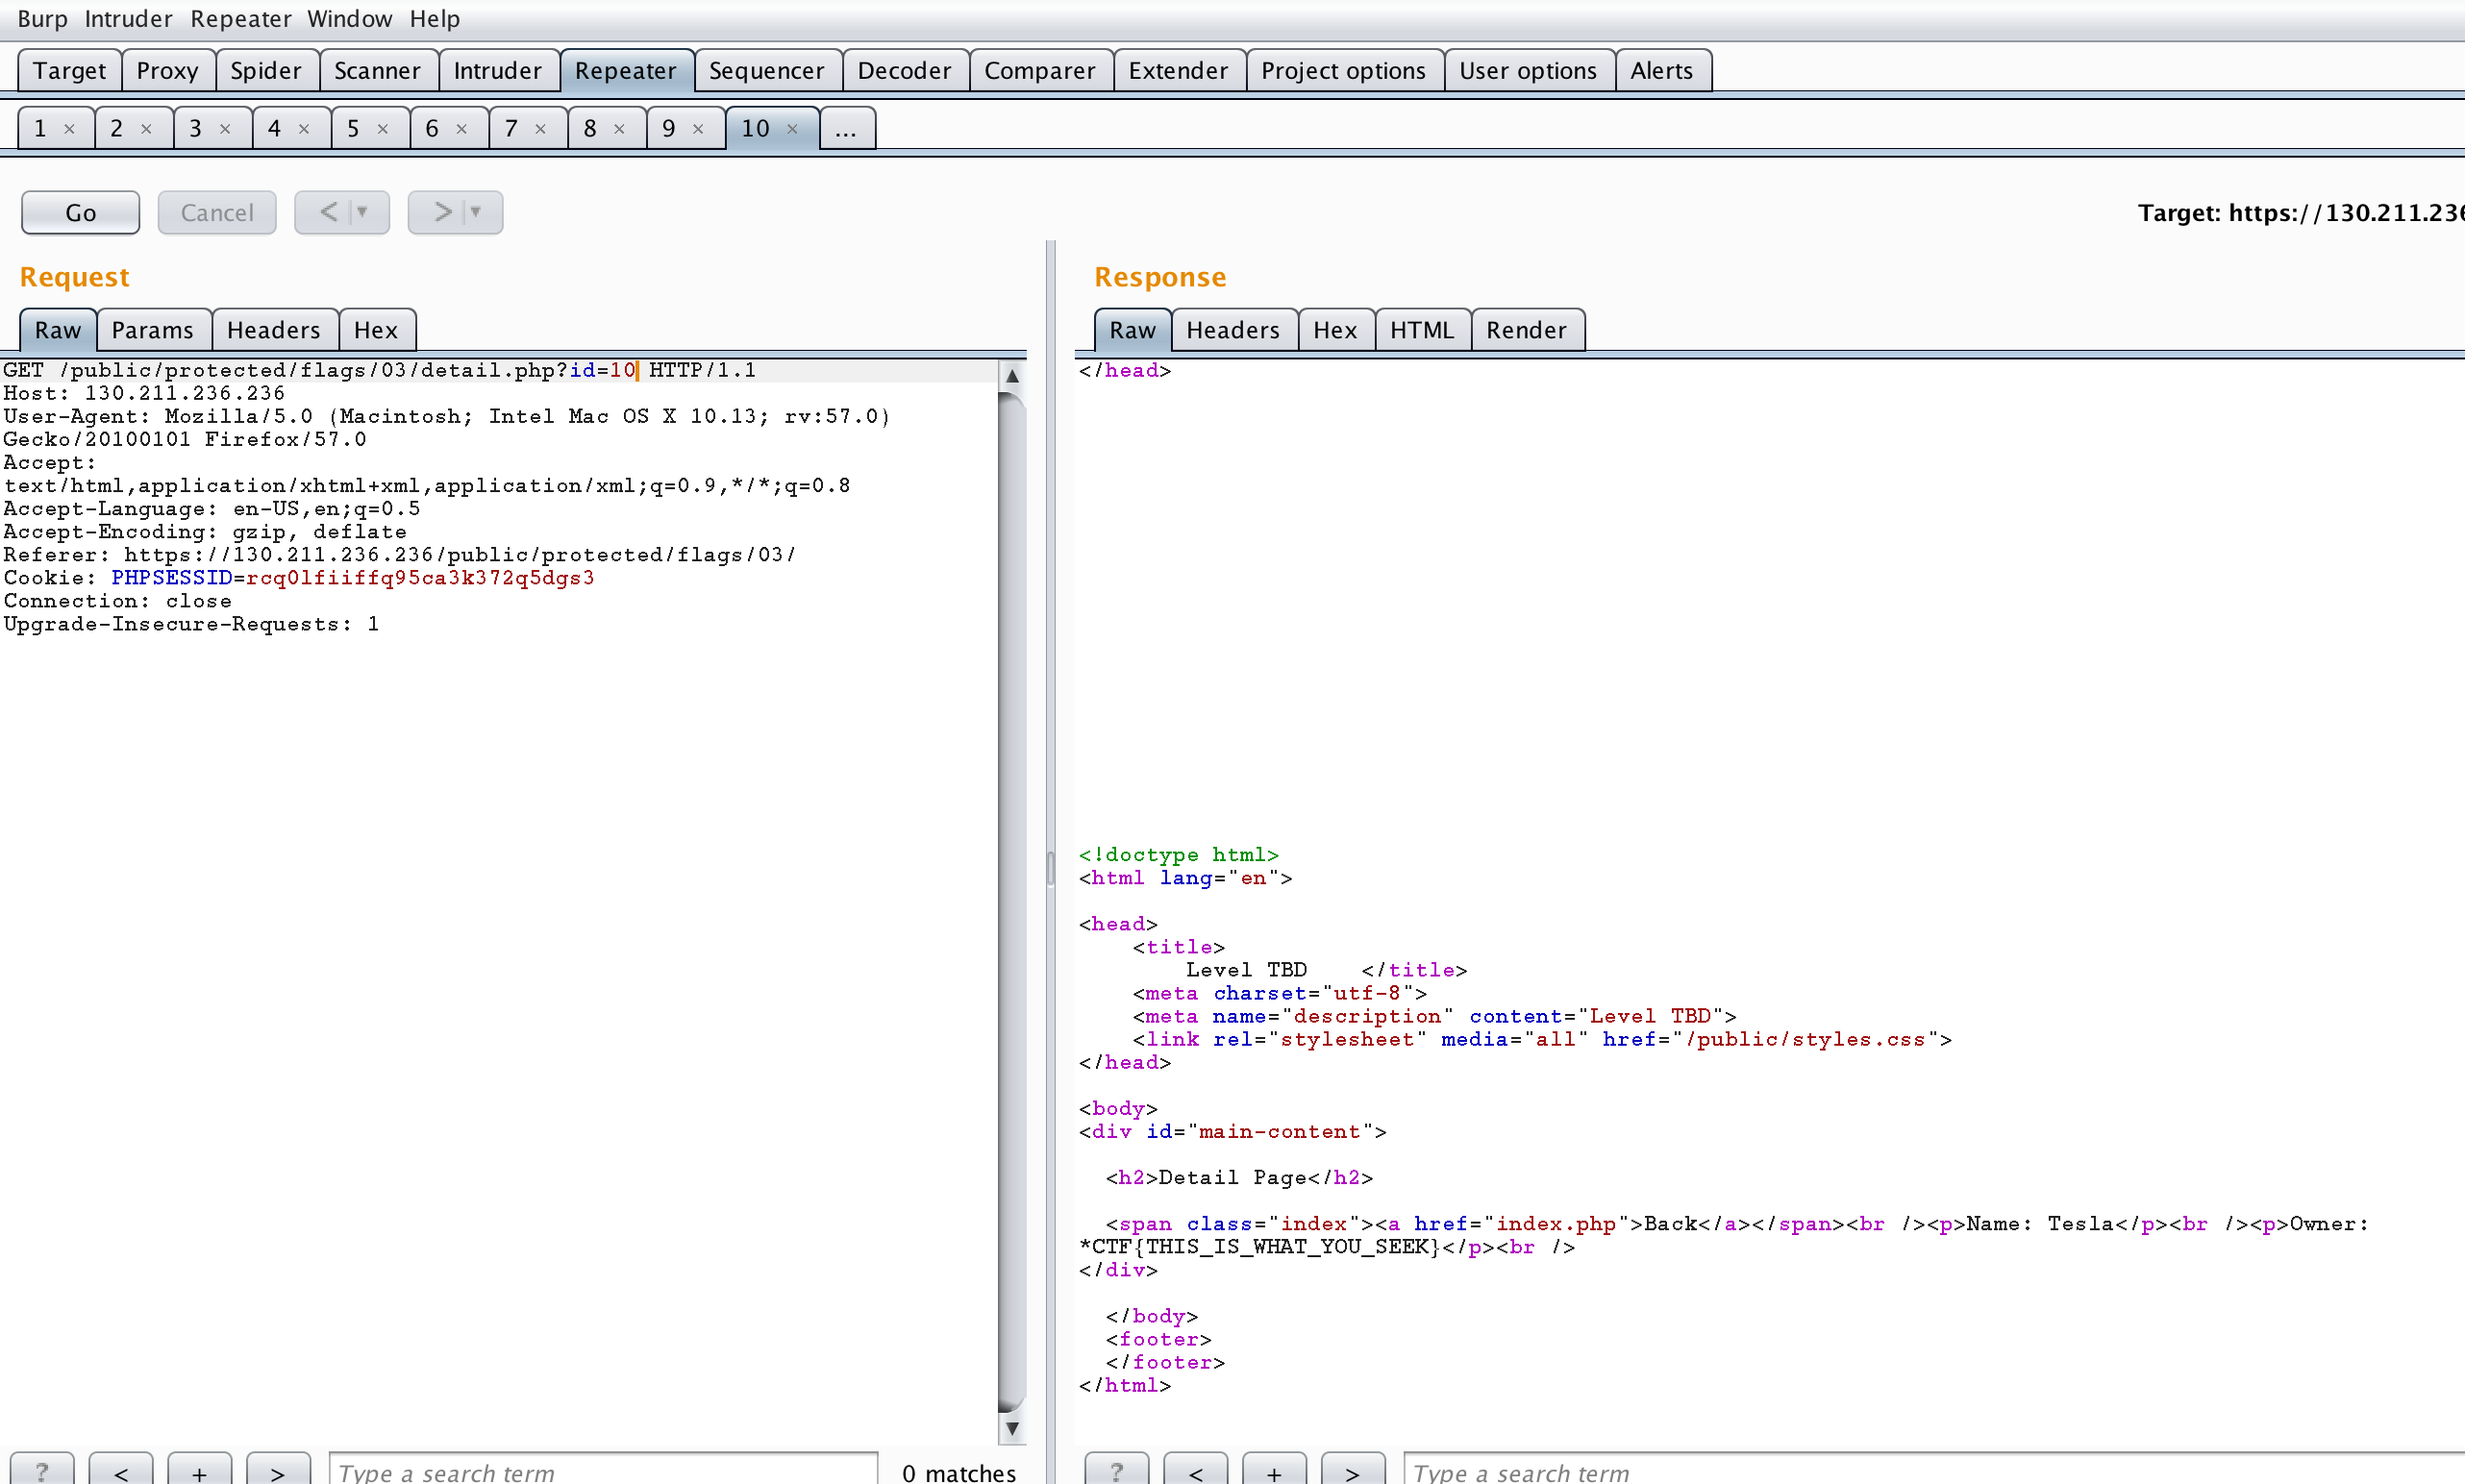 Burp Intruder Repeater Window Help
Target Proxy Spider Scanner Intruder Repeater Sequencer Decoder Comparer Extender Project options User options Alerts
1 × 2 × 3 × 4 × 5 × 6 × 7 × 8 × 9 × 10 × ...
Go Cancel < > Target: https://130.211.236
Request
Raw Params Headers Hex
GET /public/protected/flags/03/detail.php?id=10 HTTP/1.1
Host: 130.211.236.236
User-Agent: Mozilla/5.0 (Macintosh; Intel Mac OS X 10.13; rv:57.0)
Gecko/20100101 Firefox/57.0
Accept:
text/html,application/xhtml+xml,application/xml;q=0.9,*/*;q=0.8
Accept-Language: en-US,en;q=0.5
Accept-Encoding: gzip, deflate
Referer: https://130.211.236.236/public/protected/flags/03/
Cookie: PHPSESSID=rcq0lfiiffq95ca3k372q5dgs3
Connection: close
Upgrade-Insecure-Requests: 1
? < + > Type a search term 0 matches
Response
Raw Headers Hex HTML Render
</head>
<!doctype html>
<html lang="en">
<head>
<title>
Level TBD </title>
<meta charset="utf-8">
<meta name="description" content="Level TBD">
<link rel="stylesheet" media="all" href="/public/styles.css">
</head>
<body>
<div id="main-content">
<h2>Detail Page</h2>
<span class="index"><a href="index.php">Back</a></span><br /><p>Name: Tesla</p><br /><p>Owner:
*CTF{THIS_IS_WHAT_YOU_SEEK}</p><br />
</div>
</body>
<footer>
</footer>
</html>
? < + > Type a search term